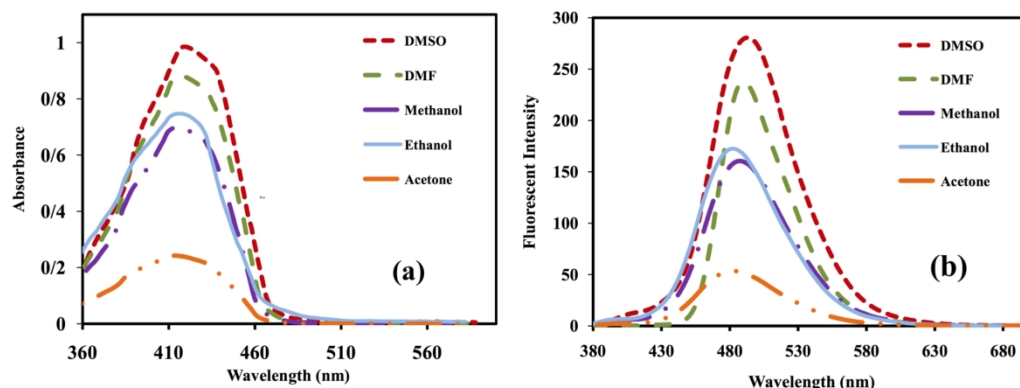 1
0/8
0/6
0/4
0/2
0
Absorbance
DMSO
DMF
Methanol
Ethanol
Acetone
(a)
360 410 460 510 560
Wavelength (nm)
300
250
200
150
100
50
0
Fluorescent Intensity
DMSO
DMF
Methanol
Ethanol
Acetone
(b)
380 430 480 530 580 630 680
Wavelength (nm)